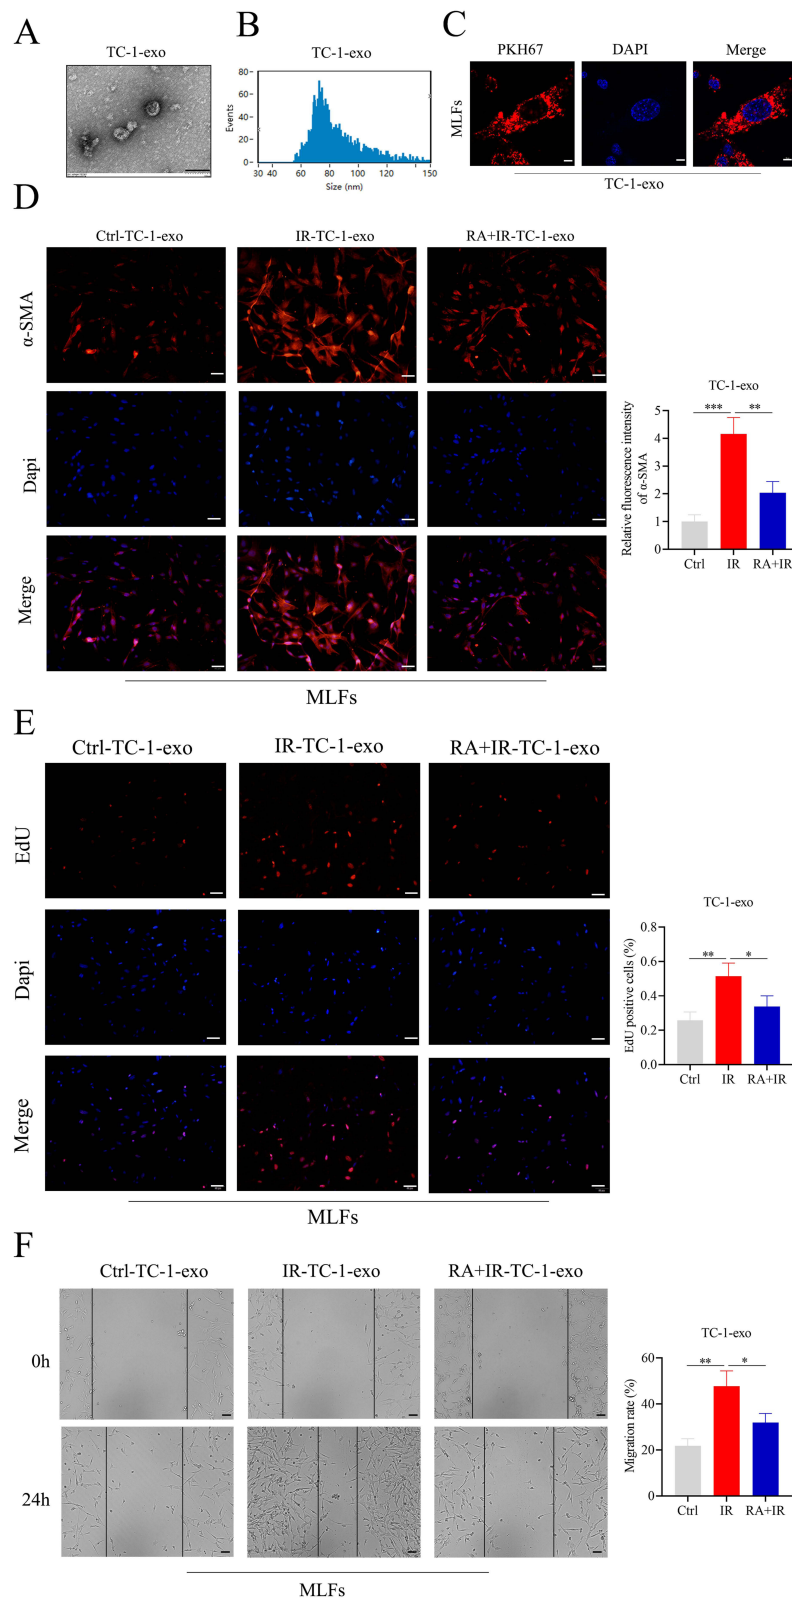 A
TC-1-exo
B
TC-1-exo
Events
80
60
40
20
0
30 40 60 80 100 120 150
Size (nm)
C
PKH67 DAPI Merge
MLFs
TC-1-exo
D
Ctrl-TC-1-exo IR-TC-1-exo RA+IR-TC-1-exo
α-SMA
Dapi
Merge
MLFs
TC-1-exo
Relative fluorescence intensity
of α-SMA
5
4
3
2
1
0
*** **
Ctrl IR RA+IR
E
Ctrl-TC-1-exo IR-TC-1-exo RA+IR-TC-1-exo
EdU
Dapi
Merge
MLFs
TC-1-exo
EdU positive cells (%)
0.8
0.6
0.4
0.2
0.0
** *
Ctrl IR RA+IR
F
Ctrl-TC-1-exo IR-TC-1-exo RA+IR-TC-1-exo
0h
24h
MLFs
TC-1-exo
Migration rate (%)
60
40
20
0
** *
Ctrl IR RA+IR